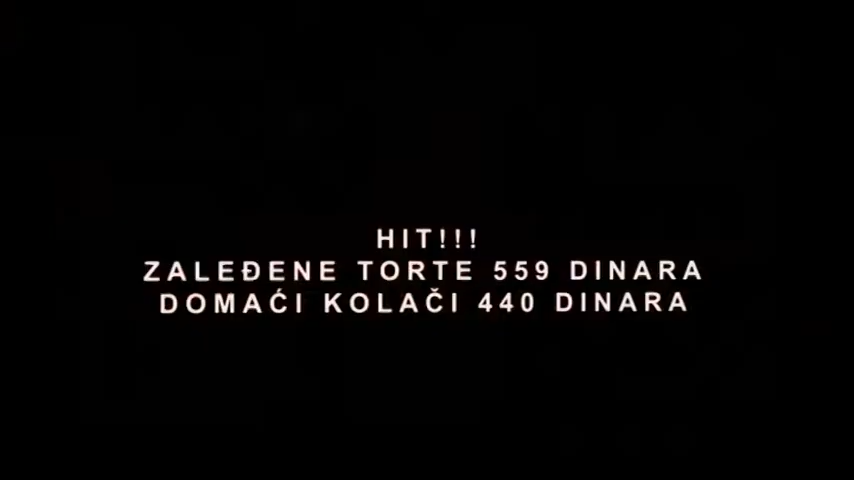 HIT!!!
ZALEĐENE TORTE 559 DINARA
DOMAĆI KOLAČI 440 DINARA